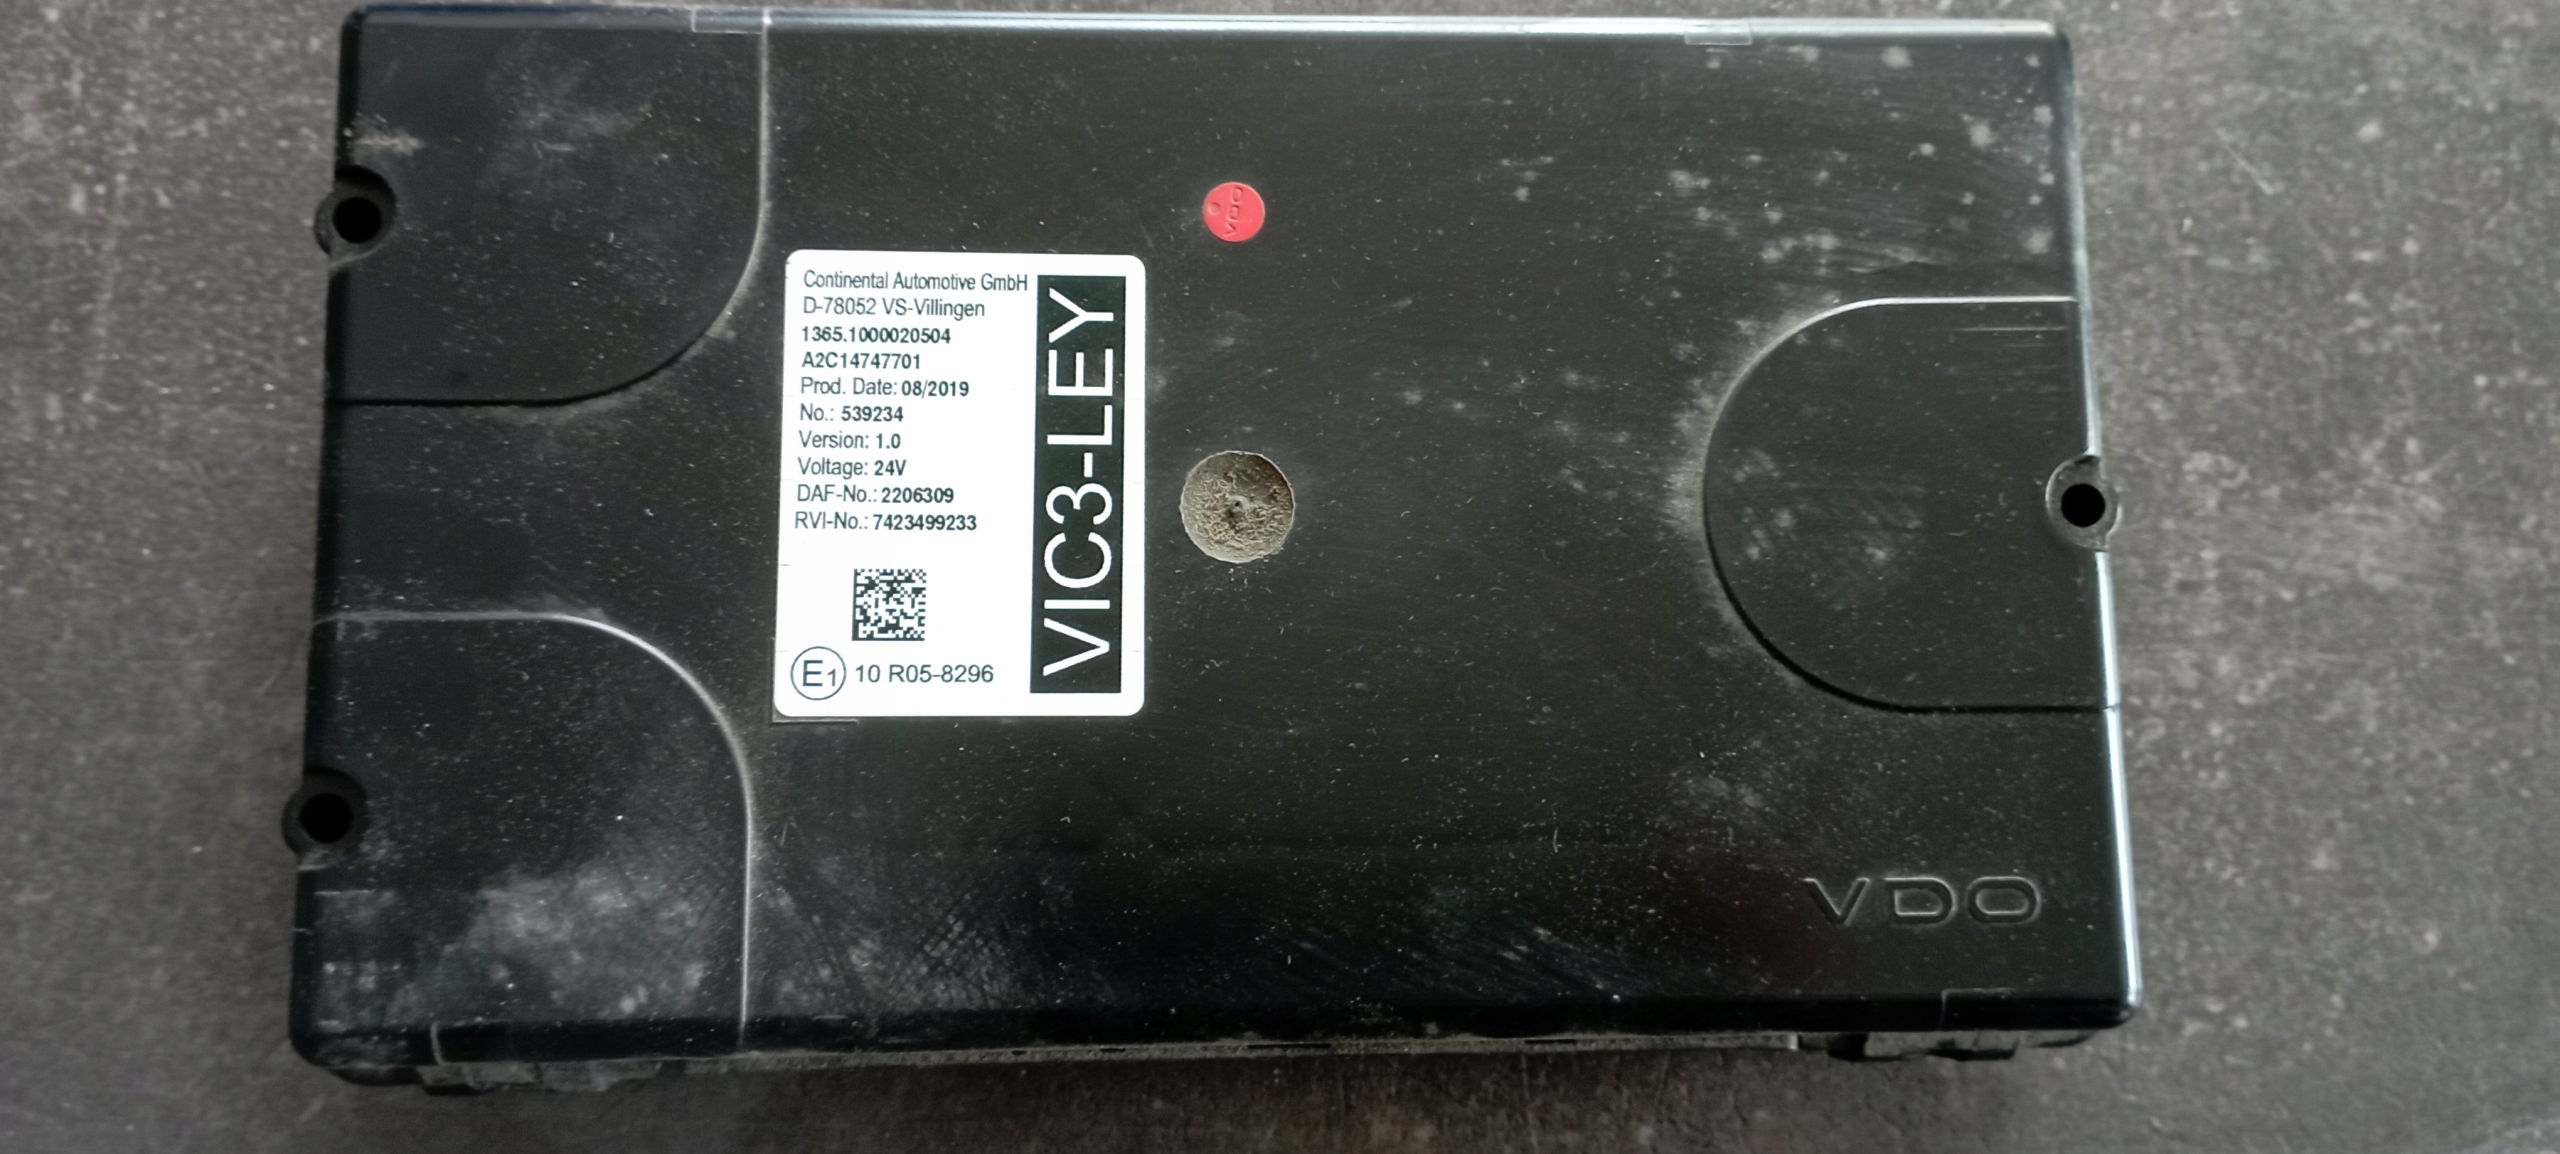 VDO
Continental Automotive GmbH
D-78052 VS-Villingen
1365.1000020504
A2C14747701
Prod. Date: 08/2019
No.: 539234
Version: 1.0
Voltage: 24V
DAF-No.: 2206309
RVI-No.: 7423499233
E1 10 R05-8296
VIC3-LEY
VDO